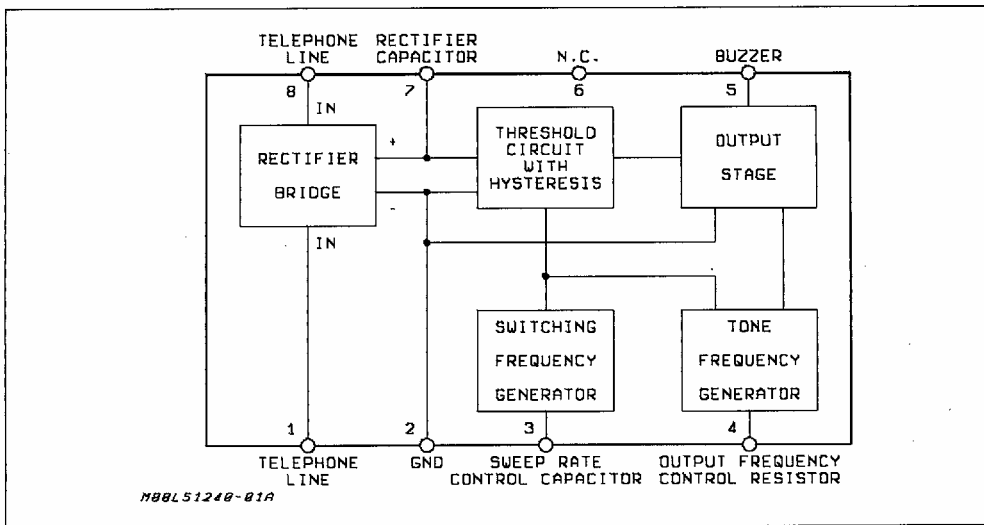 TELEPHONE LINE
RECTIFIER CAPACITOR
N.C.
BUZZER
8
7
6
5
IN
+
RECTIFIER
BRIDGE
-
IN
THRESHOLD
CIRCUIT
WITH
HYSTERESIS
OUTPUT
STAGE
SWITCHING
FREQUENCY
GENERATOR
TONE
FREQUENCY
GENERATOR
1
2
3
4
TELEPHONE
LINE
GND
SWEEP RATE
CONTROL CAPACITOR
OUTPUT FREQUENCY
CONTROL RESISTOR
M88LS1240-01A